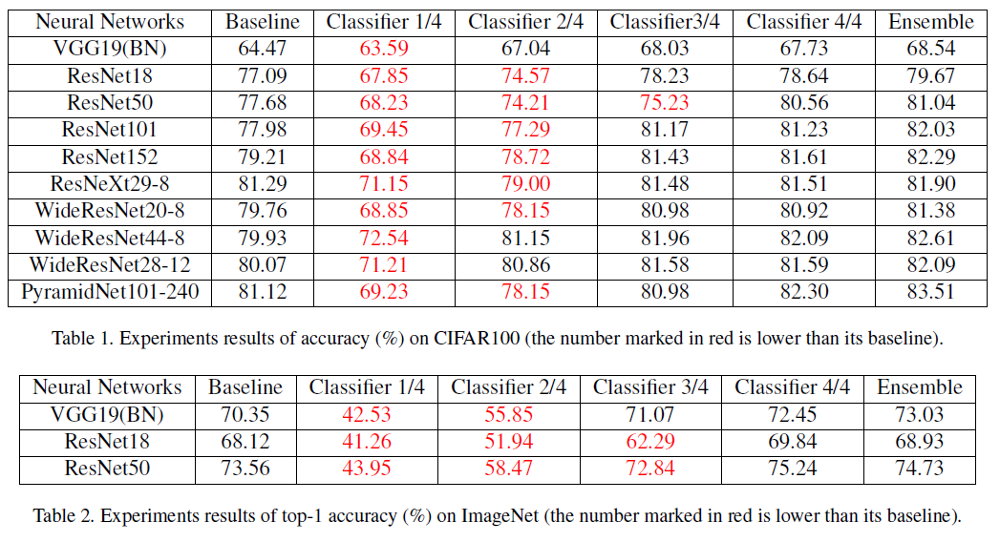 Neural Networks Baseline Classifier 1/4 Classifier 2/4 Classifier3/4 Classifier 4/4 Ensemble
VGG19(BN) 64.47 63.59 67.04 68.03 67.73 68.54
ResNet18 77.09 67.85 74.57 78.23 78.64 79.67
ResNet50 77.68 68.23 74.21 75.23 80.56 81.04
ResNet101 77.98 69.45 77.29 81.17 81.23 82.03
ResNet152 79.21 68.84 78.72 81.43 81.61 82.29
ResNeXt29-8 81.29 71.15 79.00 81.48 81.51 81.90
WideResNet20-8 79.76 68.85 78.15 80.98 80.92 81.38
WideResNet44-8 79.93 72.54 81.15 81.96 82.09 82.61
WideResNet28-12 80.07 71.21 80.86 81.58 81.59 82.09
PyramidNet101-240 81.12 69.23 78.15 80.98 82.30 83.51
Table 1. Experiments results of accuracy (%) on CIFAR100 (the number marked in red is lower than its baseline).
Neural Networks Baseline Classifier 1/4 Classifier 2/4 Classifier 3/4 Classifier 4/4 Ensemble
VGG19(BN) 70.35 42.53 55.85 71.07 72.45 73.03
ResNet18 68.12 41.26 51.94 62.29 69.84 68.93
ResNet50 73.56 43.95 58.47 72.84 75.24 74.73
Table 2. Experiments results of top-1 accuracy (%) on ImageNet (the number marked in red is lower than its baseline).